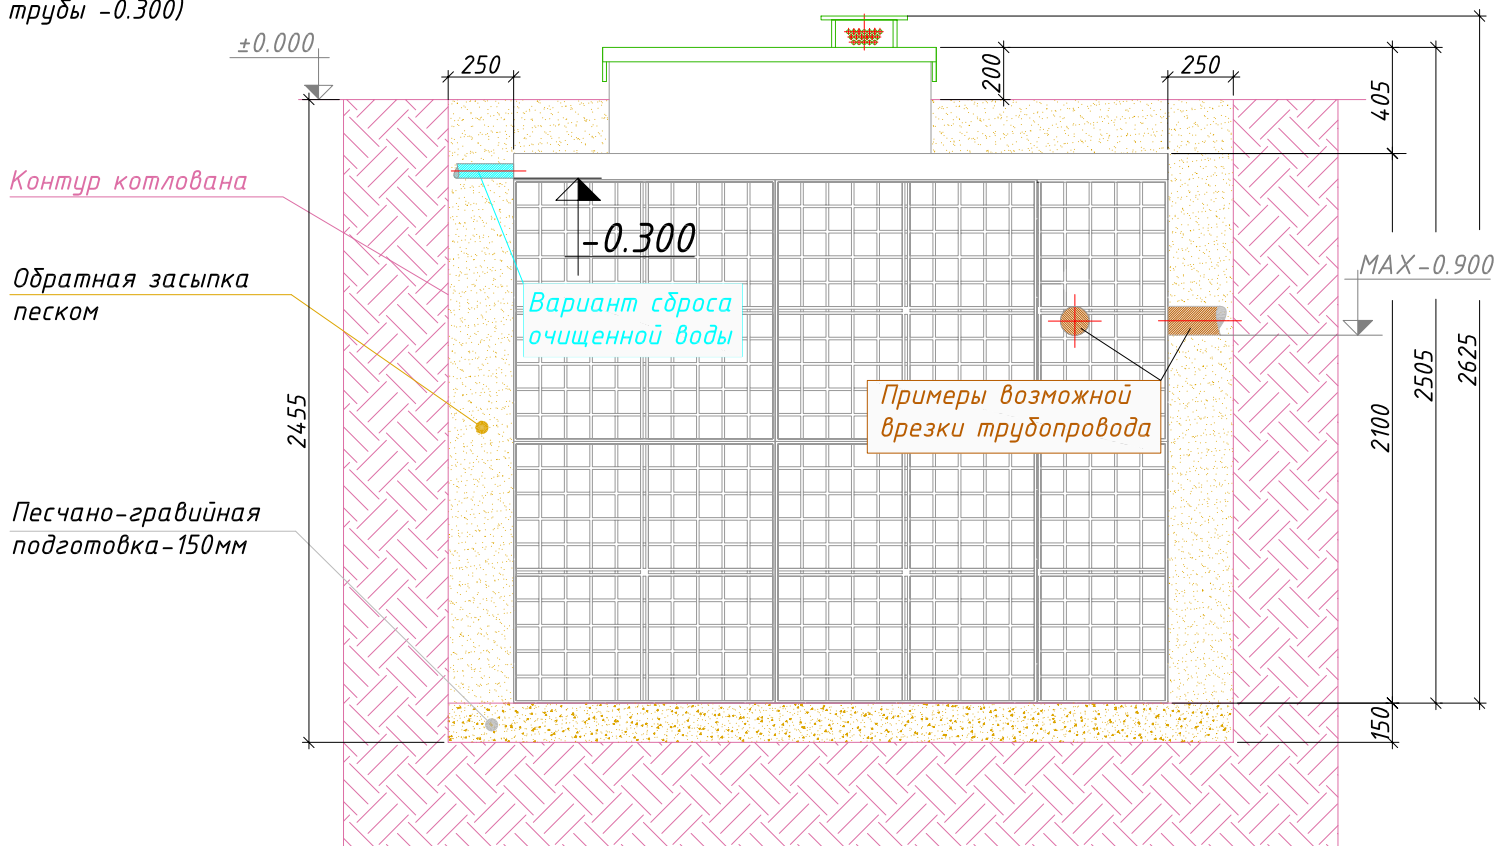 трубы -0.300)
±0.000
250
200
250
405
Контур котлована
-0.300
MAX-0.900
Обратная засыпка
песком
Вариант сброса
очищенной воды
2455
Примеры возможной
врезки трубопровода
2100
2505
2625
Песчано-гравийная
подготовка-150мм
150